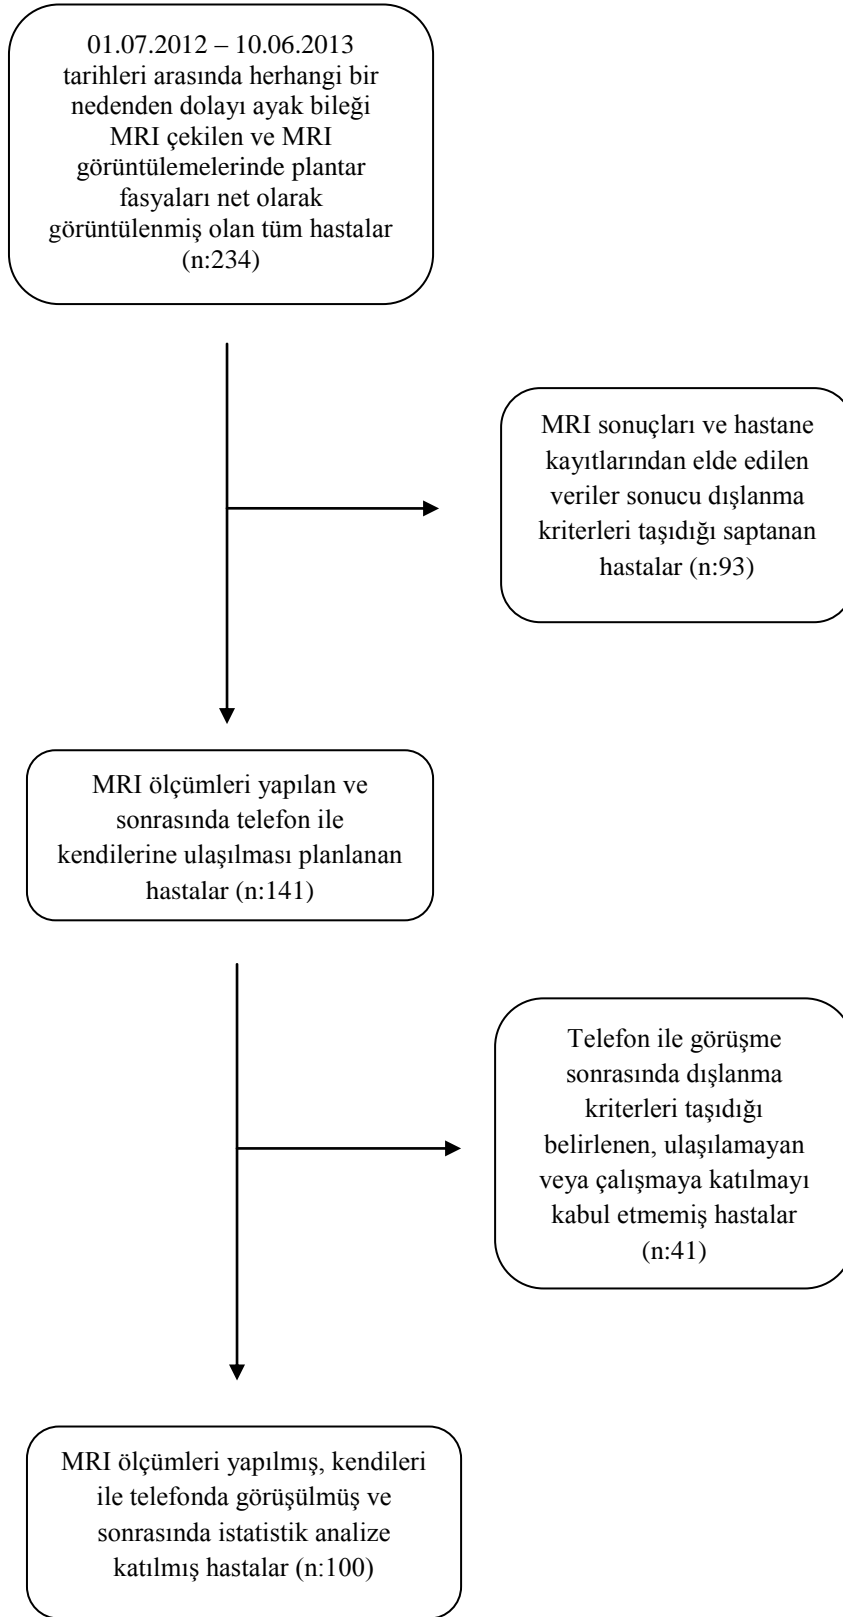 01.07.2012 – 10.06.2013
tarihleri arasında herhangi bir
nedenden dolayı ayak bileği
MRI çekilen ve MRI
görüntülemelerinde plantar
fasyaları net olarak
görüntülenmiş olan tüm hastalar
(n:234)
MRI sonuçları ve hastane
kayıtlarından elde edilen
veriler sonucu dışlanma
kriterleri taşıdığı saptanan
hastalar (n:93)
MRI ölçümleri yapılan ve
sonrasında telefon ile
kendilerine ulaşılması planlanan
hastalar (n:141)
Telefon ile görüşme
sonrasında dışlanma
kriterleri taşıdığı
belirlenen, ulaşılamayan
veya çalışmaya katılmayı
kabul etmemiş hastalar
(n:41)
MRI ölçümleri yapılmış, kendileri
ile telefonda görüşülmüş ve
sonrasında istatistik analize
katılmış hastalar (n:100)